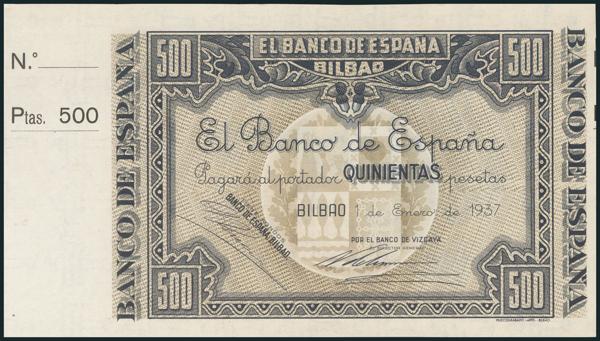 N.º
Ptas. 500
BANCO DE ESPAÑA
500
EL BANCO DE ESPAÑA
BILBAO
500
El Banco de España
Pagará al portador QUINIENTAS pesetas
BILBAO 1 de Enero de 1937
BANCO DE ESPAÑA-BILBAO
POR EL BANCO DE VIZCAYA
500
500
BANCO DE ESPAÑA